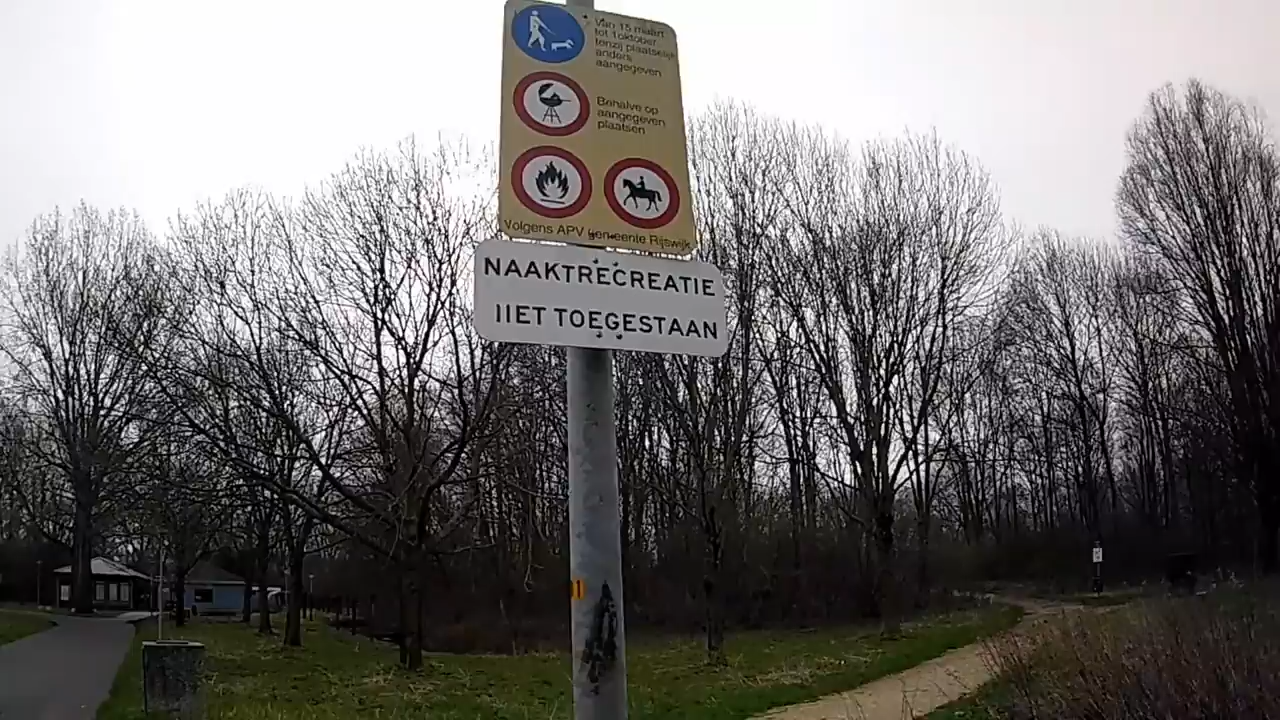 Van 15 maart
tot 1 oktober
tenzij plaatselijk
anders
aangegeven
Behalve op
aangegeven
plaatsen
Volgens APV gemeente Rijswijk
NAAKTRECREATIE
IIET TOEGESTAAN